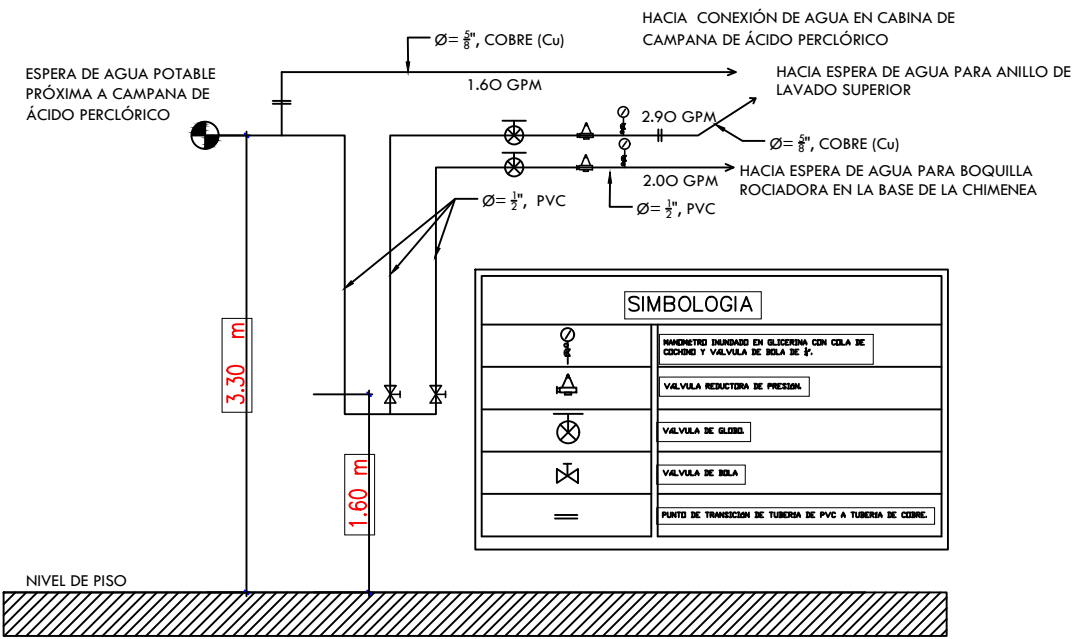 HACIA CONEXIÓN DE AGUA EN CABINA DE
CAMPANA DE ÁCIDO PERCLÓRICO
Ø= 5/8", COBRE (Cu)
1.60 GPM
ESPERA DE AGUA POTABLE
PRÓXIMA A CAMPANA DE
ÁCIDO PERCLÓRICO
HACIA ESPERA DE AGUA PARA ANILLO DE
LAVADO SUPERIOR
2.90 GPM
Ø= 5/8", COBRE (Cu)
2.00 GPM
HACIA ESPERA DE AGUA PARA BOQUILLA
ROCIADORA EN LA BASE DE LA CHIMENEA
Ø= 1/2", PVC
Ø= 1/2", PVC
3.30 m
1.60 m
SIMBOLOGIA
MANOMETRO INUNDADO EN GLICERINA CON COLA DE
COCHINO Y VALVULA DE BOLA DE
VALVULA REDUCTORA DE PRESION.
VALVULA DE GLOBO.
VALVULA DE BOLA
PUNTO DE TRANSICION DE TUBERIA DE PVC A TUBERIA DE COBRE.
NIVEL DE PISO